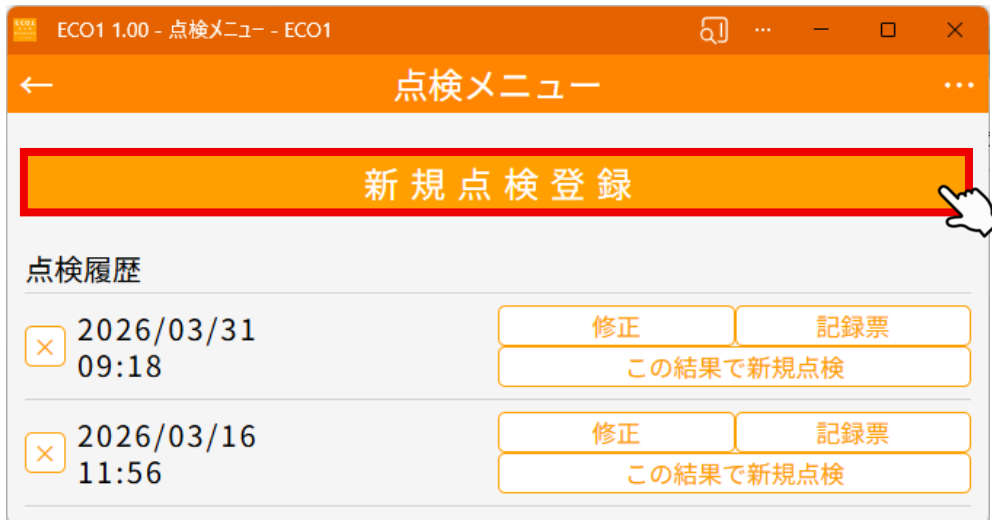 ECO1 1.00 - 点検メニュー - ECO1
点検メニュー
新規点検登録
点検履歴
2026/03/31
09:18
修正
記録票
この結果で新規点検
2026/03/16
11:56
修正
記録票
この結果で新規点検